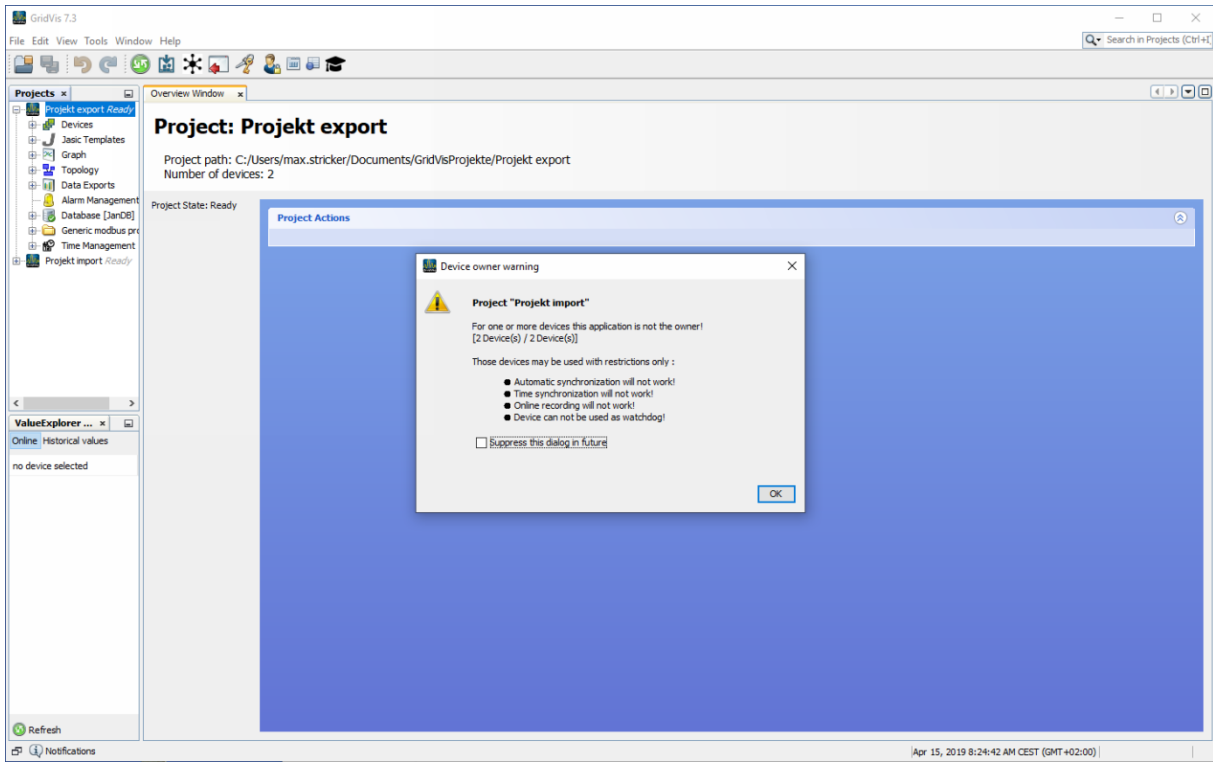 GridVis 7.3
File Edit View Tools Window Help
Search in Projects (Ctrl+I
Projects
Projekt export Ready
Devices
Jasic Templates
Graph
Topology
Data Exports
Alarm Management
Database [JanDB]
Generic modbus pro
Time Management
Projekt import Ready
ValueExplorer ...
Online Historical values
no device selected
Refresh
Overview Window
Project: Projekt export
Project path: C:/Users/max.stricker/Documents/GridVisProjekte/Projekt export
Number of devices: 2
Project State: Ready
Project Actions
Device owner warning
Project "Projekt import"
For one or more devices this application is not the owner!
[2 Device(s) / 2 Device(s)]
Those devices may be used with restrictions only :
Automatic synchronization will not work!
Time synchronization will not work!
Online recording will not work!
Device can not be used as watchdog!
Suppress this dialog in future
OK
Notifications
Apr 15, 2019 8:24:42 AM CEST (GMT+02:00)